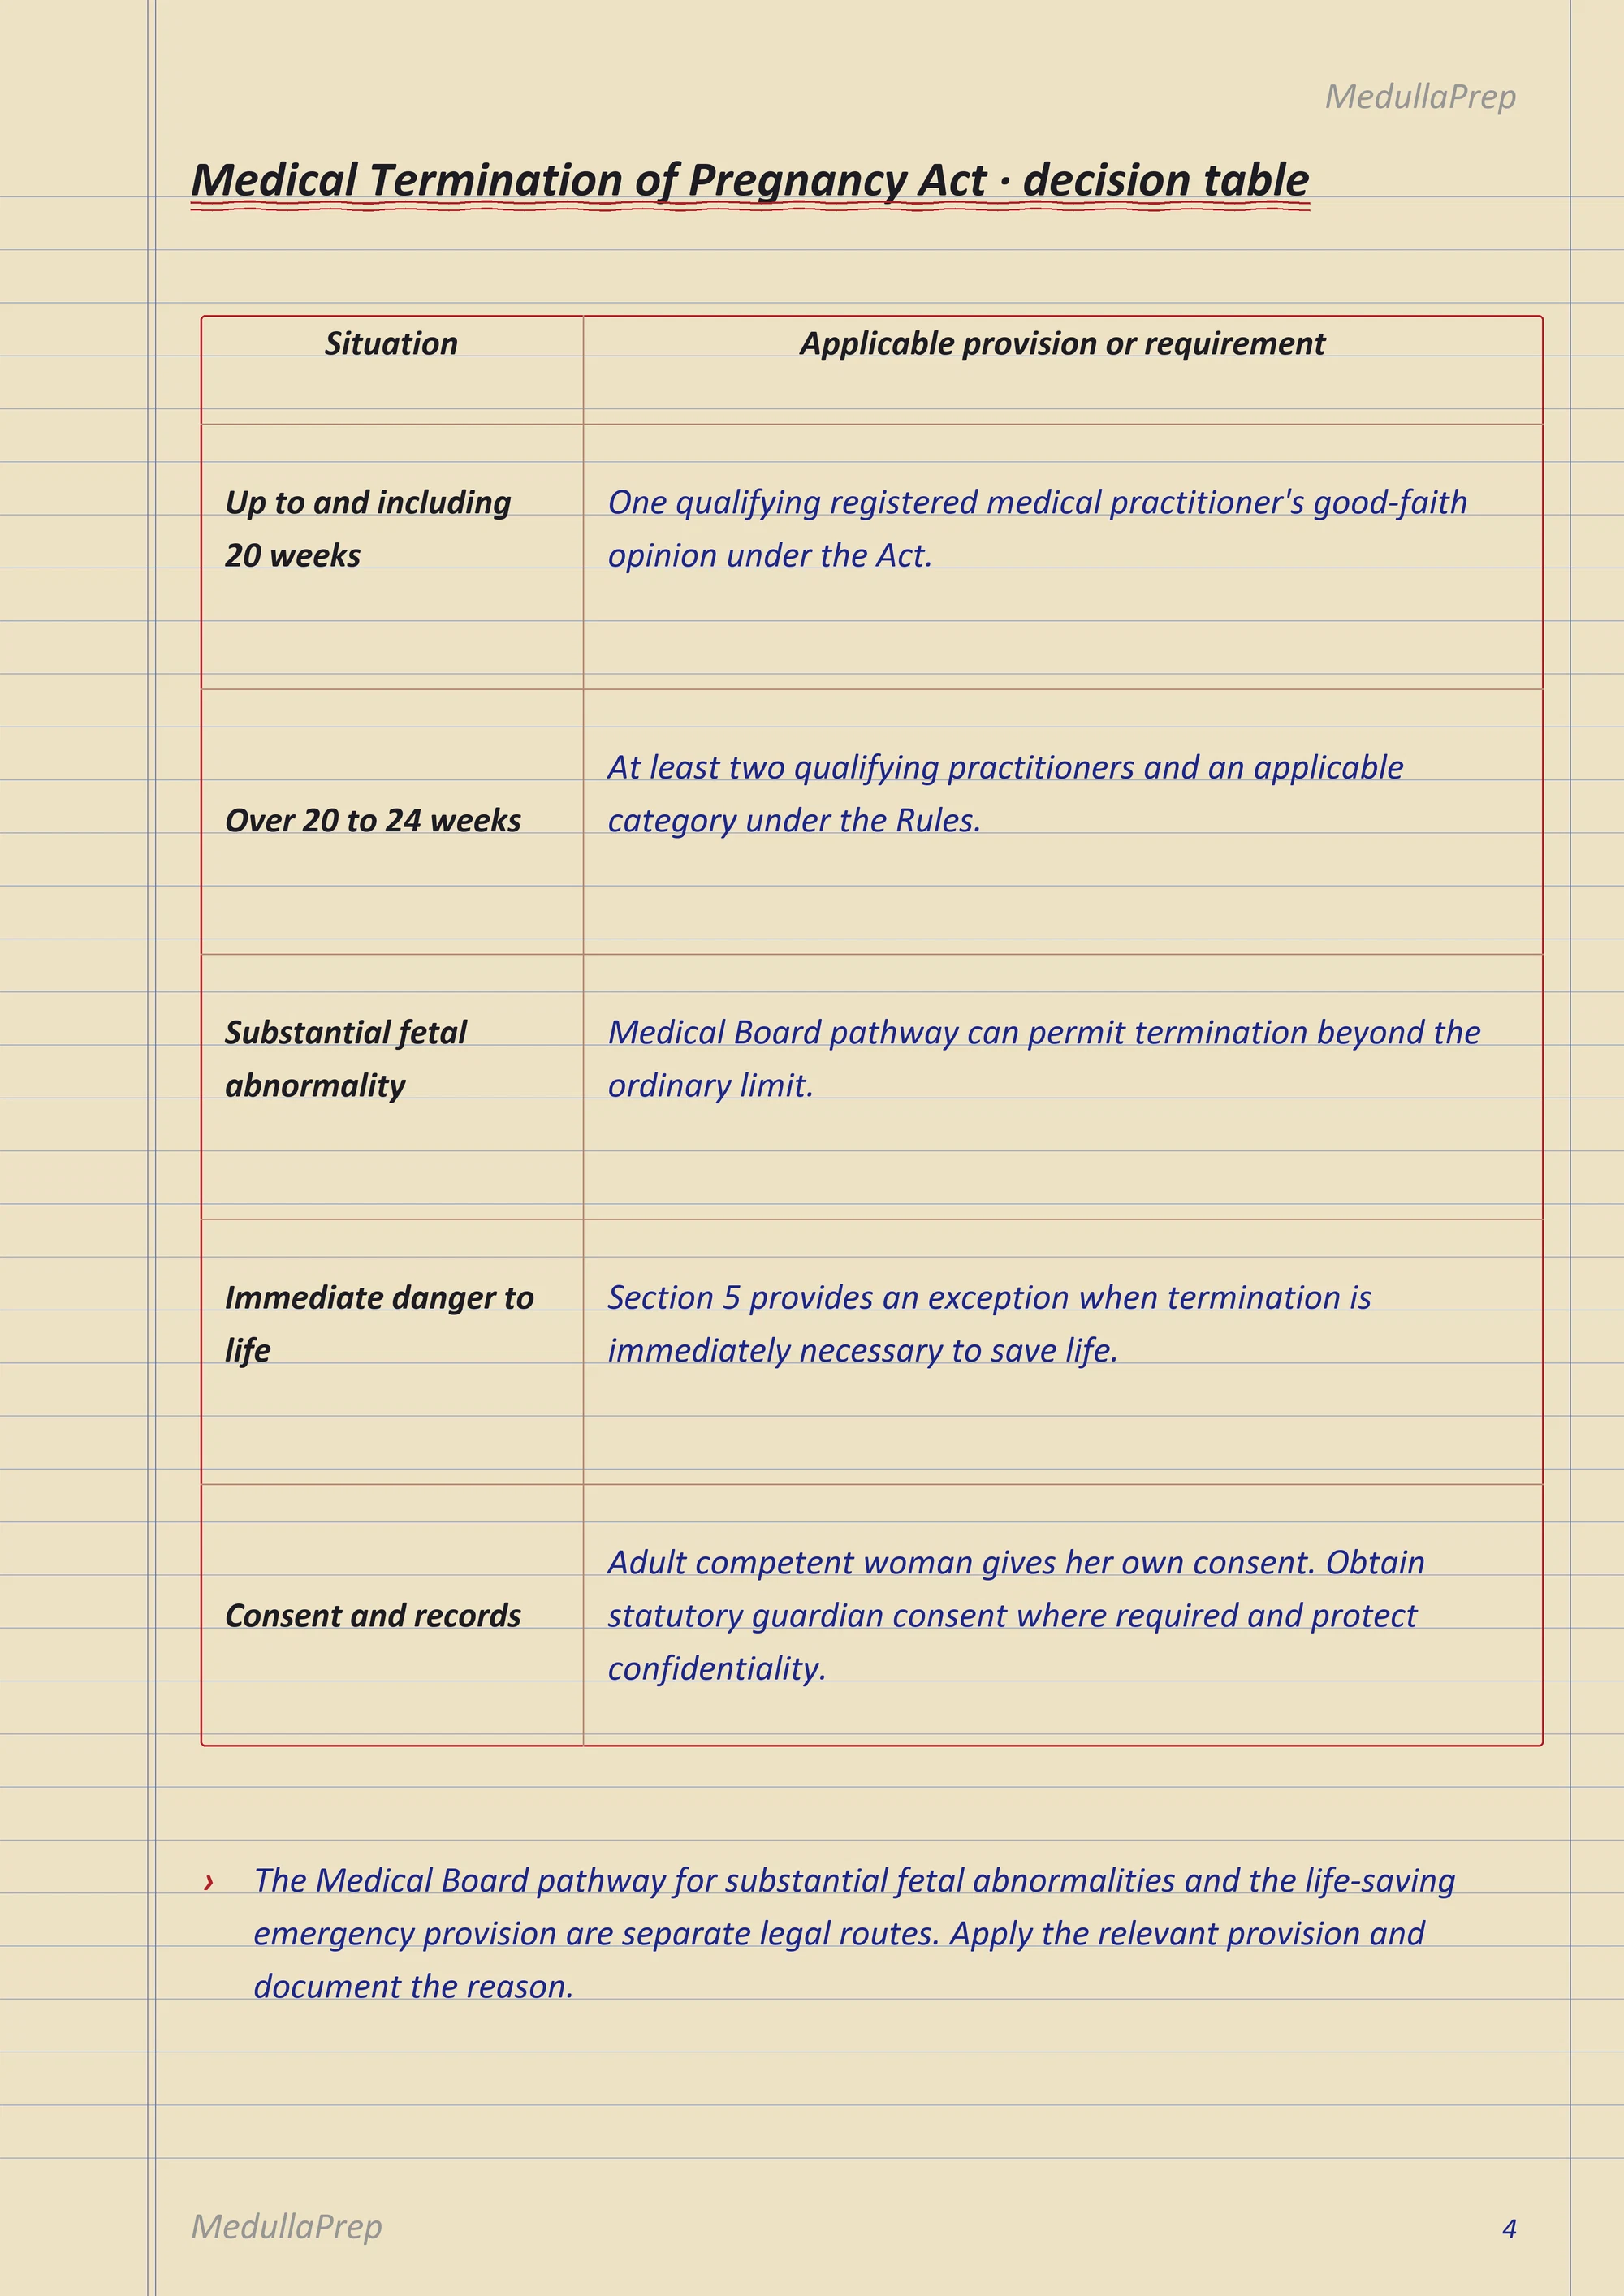 MedullaPrep
Medical Termination of Pregnancy Act · decision table
Situation
Applicable provision or requirement
Up to and including
20 weeks
One qualifying registered medical practitioner's good-faith
opinion under the Act.
Over 20 to 24 weeks
At least two qualifying practitioners and an applicable
category under the Rules.
Substantial fetal
abnormality
Medical Board pathway can permit termination beyond the
ordinary limit.
Immediate danger to
life
Section 5 provides an exception when termination is
immediately necessary to save life.
Consent and records
Adult competent woman gives her own consent. Obtain
statutory guardian consent where required and protect
confidentiality.
› The Medical Board pathway for substantial fetal abnormalities and the life-saving
emergency provision are separate legal routes. Apply the relevant provision and
document the reason.
MedullaPrep
4